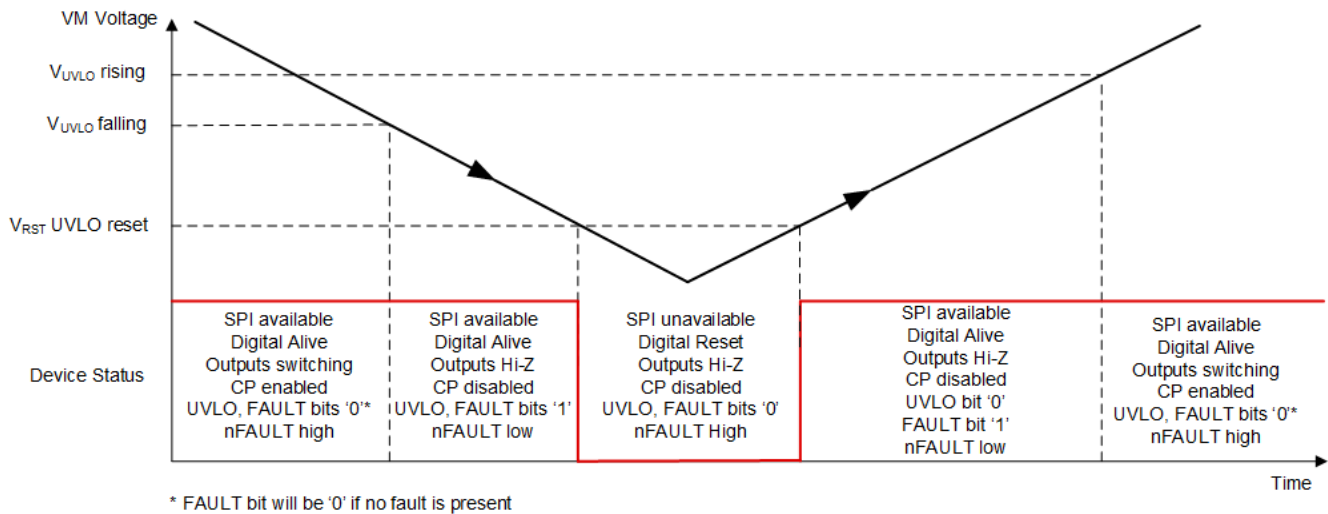 VM Voltage
VUVLO rising
VUVLO falling
VRST UVLO reset
Device Status
SPI available
Digital Alive
Outputs switching
CP enabled
UVLO, FAULT bits ‘0’*
nFAULT high
SPI available
Digital Alive
Outputs Hi-Z
CP disabled
UVLO, FAULT bits ‘1’
nFAULT low
SPI unavailable
Digital Reset
Outputs Hi-Z
CP disabled
UVLO, FAULT bits ‘0’
nFAULT High
SPI available
Digital Alive
Outputs Hi-Z
CP disabled
UVLO bit ‘0’
FAULT bit ‘1’
nFAULT low
SPI available
Digital Alive
Outputs switching
CP enabled
UVLO, FAULT bits ‘0’*
nFAULT high
Time
* FAULT bit will be ‘0’ if no fault is present